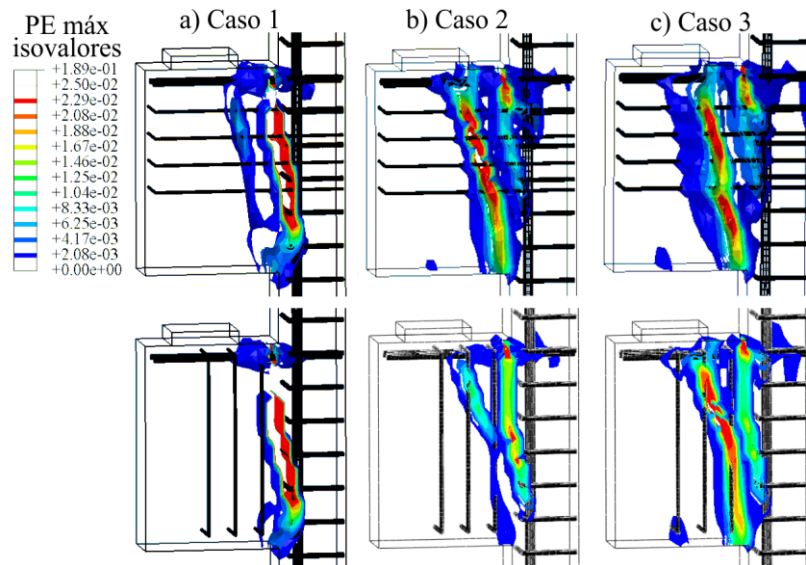 PE máx
isovalores
a) Caso 1
b) Caso 2
c) Caso 3
+1.89e-01
+2.50e-02
+2.29e-02
+2.08e-02
+1.88e-02
+1.67e-02
+1.46e-02
+1.25e-02
+1.04e-02
+8.33e-03
+6.25e-03
+4.17e-03
+2.08e-03
+0.00e+00